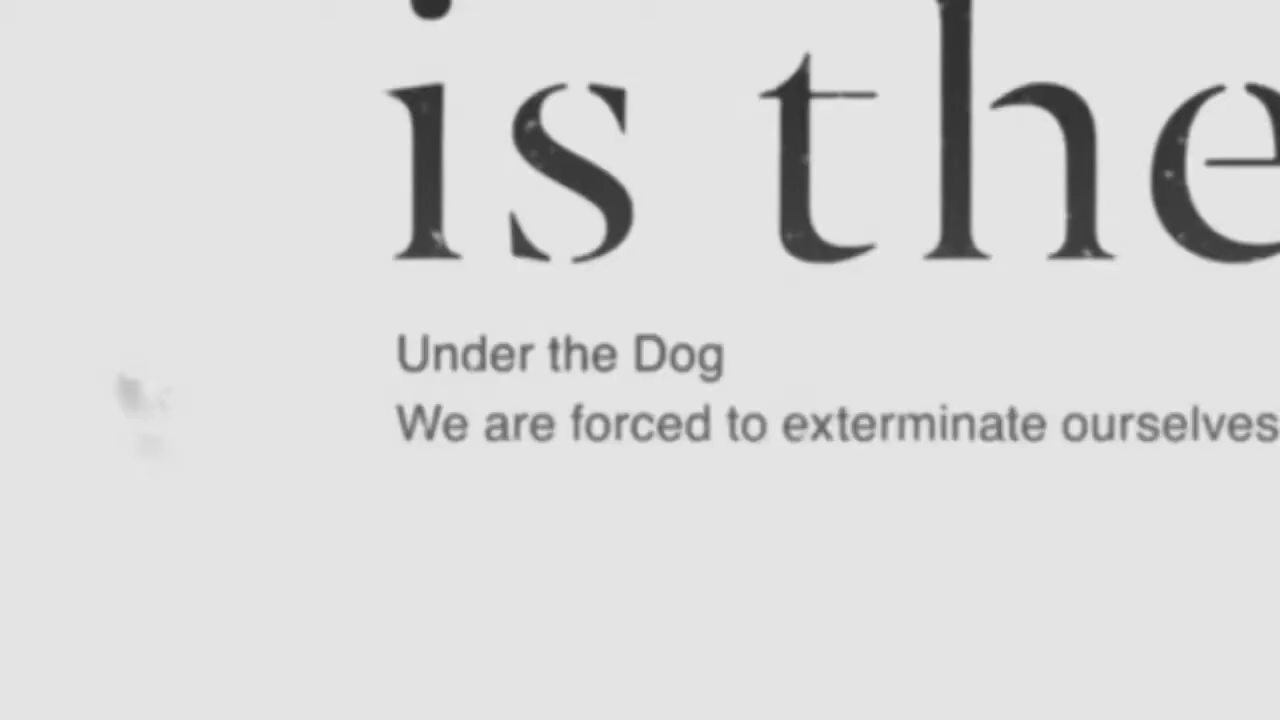 is the
Under the Dog
We are forced to exterminate ourselves